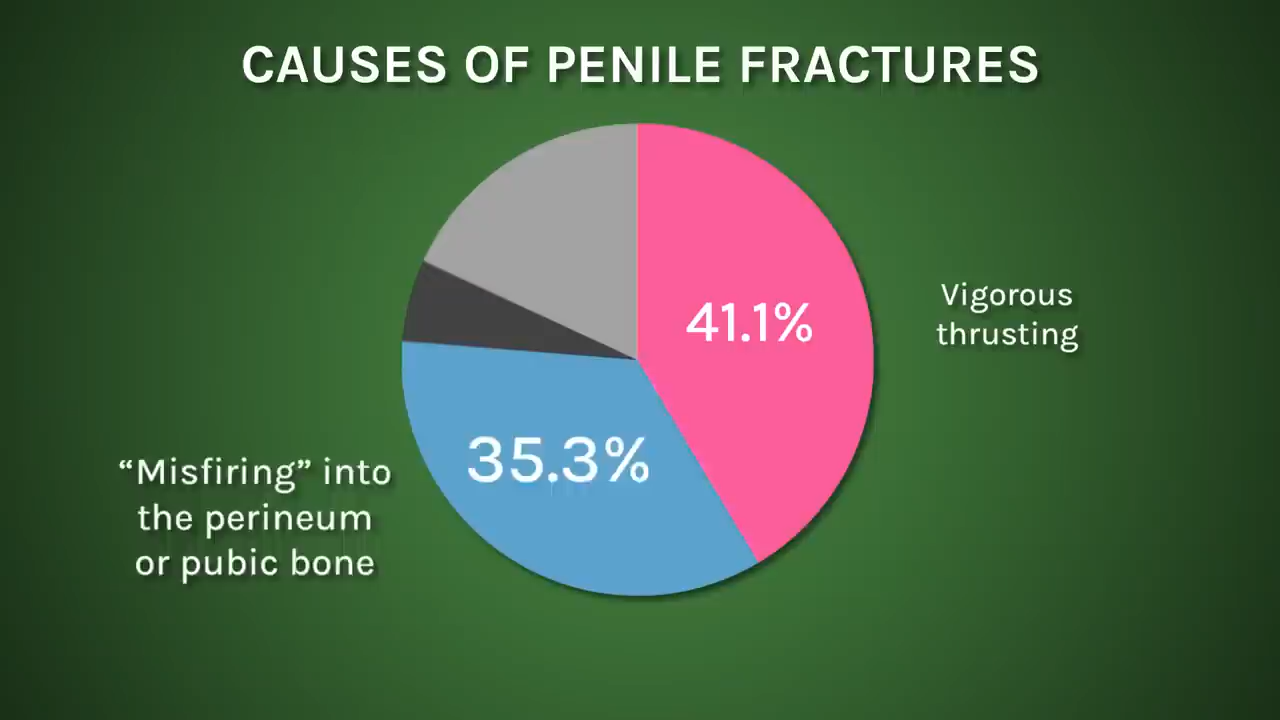 CAUSES OF PENILE FRACTURES
41.1%
Vigorous
thrusting
35.3%
“Misfiring” into
the perineum
or pubic bone